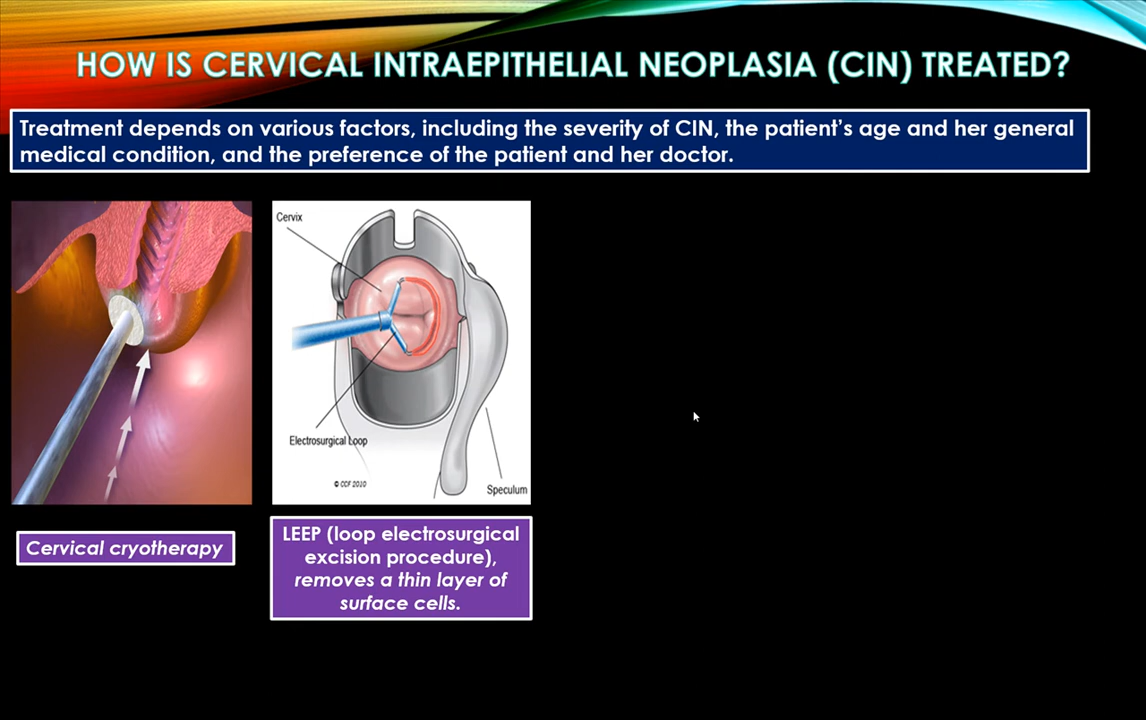 HOW IS CERVICAL INTRAEPITHELIAL NEOPLASIA (CIN) TREATED?
Treatment depends on various factors, including the severity of CIN, the patient's age and her general
medical condition, and the preference of the patient and her doctor.
Cervix
Electrosurgical Loop
© CCF 2010
Speculum
Cervical cryotherapy
LEEP (loop electrosurgical
excision procedure),
removes a thin layer of
surface cells.